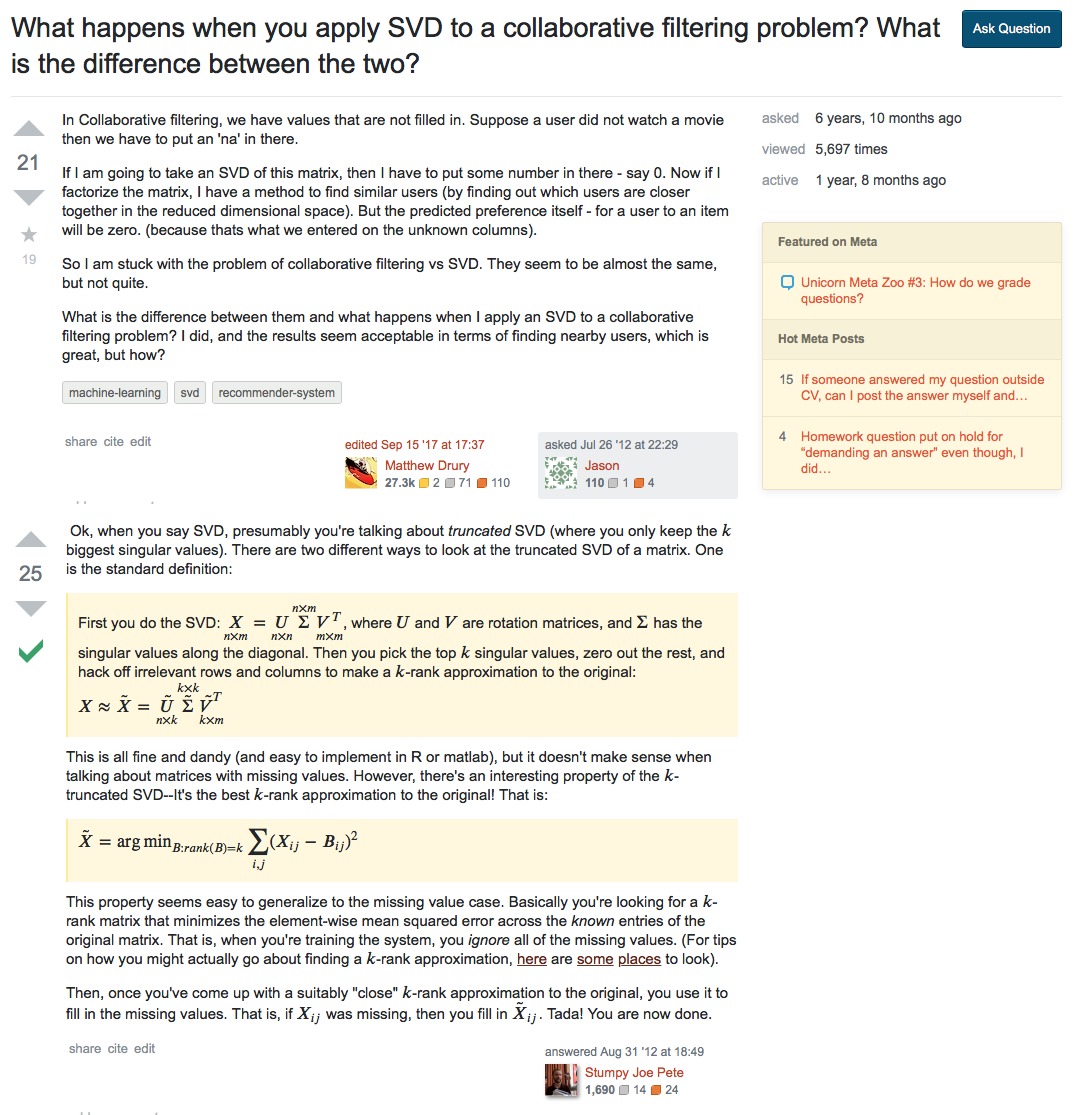 What happens when you apply SVD to a collaborative filtering problem? What
is the difference between the two?
Ask Question
21
19
In Collaborative filtering, we have values that are not filled in. Suppose a user did not watch a movie
then we have to put an 'na' in there.
If I am going to take an SVD of this matrix, then I have to put some number in there - say 0. Now if I
factorize the matrix, I have a method to find similar users (by finding out which users are closer
together in the reduced dimensional space). But the predicted preference itself - for a user to an item
will be zero. (because thats what we entered on the unknown columns).
So I am stuck with the problem of collaborative filtering vs SVD. They seem to be almost the same,
but not quite.
What is the difference between them and what happens when I apply an SVD to a collaborative
filtering problem? I did, and the results seem acceptable in terms of finding nearby users, which is
great, but how?
machine-learning svd recommender-system
share cite edit
edited Sep 15 '17 at 17:37
Matthew Drury
27.3k 2 71 110
asked Jul 26 '12 at 22:29
Jason
110 1 4
asked 6 years, 10 months ago
viewed 5,697 times
active 1 year, 8 months ago
Featured on Meta
Unicorn Meta Zoo #3: How do we grade
questions?
Hot Meta Posts
15 If someone answered my question outside
CV, can I post the answer myself and…
4 Homework question put on hold for
“demanding an answer” even though, I
did…
25
Ok, when you say SVD, presumably you're talking about truncated SVD (where you only keep the k
biggest singular values). There are two different ways to look at the truncated SVD of a matrix. One
is the standard definition:
First you do the SVD: X = U Σ V^T, where U and V are rotation matrices, and Σ has the
n×m n×n n×m m×m
singular values along the diagonal. Then you pick the top k singular values, zero out the rest, and
hack off irrelevant rows and columns to make a k-rank approximation to the original:
X ≈ X̃ = Ũ Σ̃ Ṽ^T
n×k k×k k×m
This is all fine and dandy (and easy to implement in R or matlab), but it doesn't make sense when
talking about matrices with missing values. However, there's an interesting property of the k-
truncated SVD--It's the best k-rank approximation to the original! That is:
X̃ = arg min_{B:rank(B)=k} ∑_{i,j} (X_{ij} − B_{ij})²
This property seems easy to generalize to the missing value case. Basically you're looking for a k-
rank matrix that minimizes the element-wise mean squared error across the known entries of the
original matrix. That is, when you're training the system, you ignore all of the missing values. (For tips
on how you might actually go about finding a k-rank approximation, here are some places to look).
Then, once you've come up with a suitably "close" k-rank approximation to the original, you use it to
fill in the missing values. That is, if X_{ij} was missing, then you fill in X̃_{ij}. Tada! You are now done.
share cite edit
answered Aug 31 '12 at 18:49
Stumpy Joe Pete
1,690 14 24